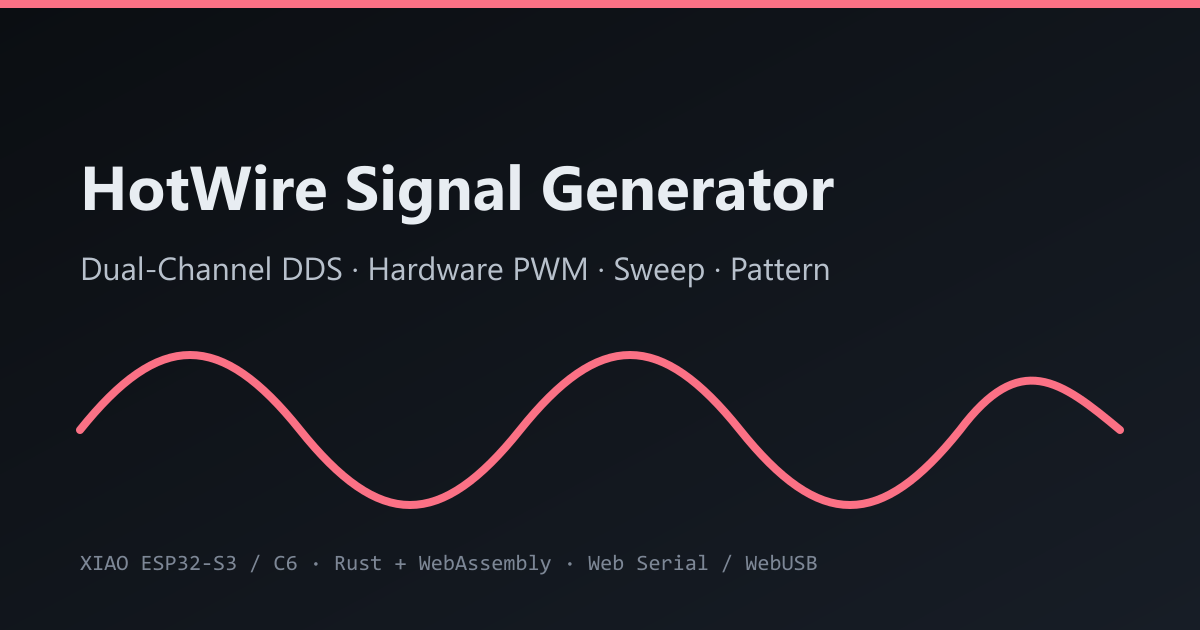 HotWire Signal Generator
Dual-Channel DDS · Hardware PWM · Sweep · Pattern
XIAO ESP32-S3 / C6 · Rust + WebAssembly · Web Serial / WebUSB